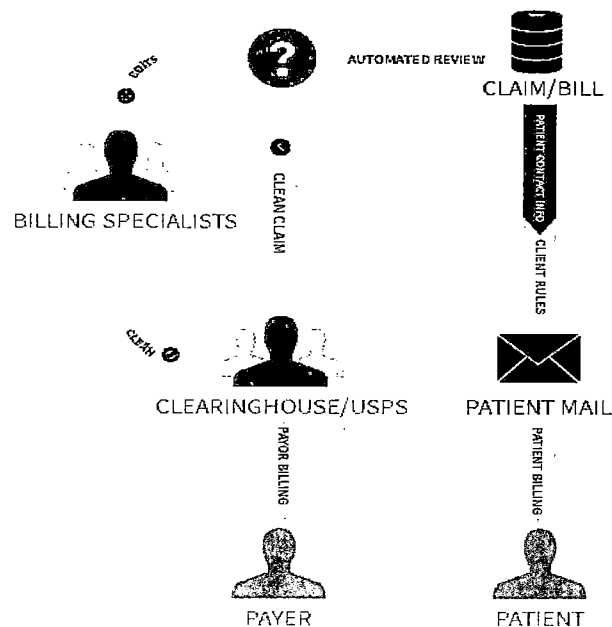 EDITS
?
AUTOMATED REVIEW
CLAIM/BILL
PATIENT CONTACT INFO
BILLING SPECIALISTS
CLEAN CLAIM
CLIENT RULES
CLEAN
CLEARINGHOUSE/USPS
PATIENT MAIL
PAYOR BILLING
PATIENT BILLING
PAYER
PATIENT